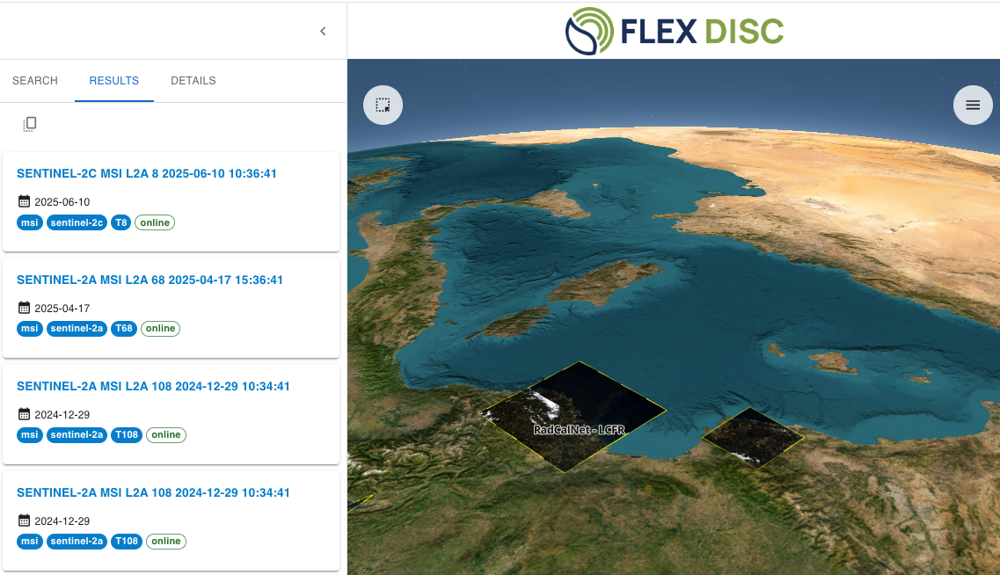 FLEX DISC
SEARCH RESULTS DETAILS
SENTINEL-2C MSI L2A 8 2025-06-10 10:36:41
2025-06-10
msi sentinel-2c T8 online
SENTINEL-2A MSI L2A 68 2025-04-17 15:36:41
2025-04-17
msi sentinel-2a T68 online
SENTINEL-2A MSI L2A 108 2024-12-29 10:34:41
2024-12-29
msi sentinel-2a T108 online
SENTINEL-2A MSI L2A 108 2024-12-29 10:34:41
2024-12-29
msi sentinel-2a T108 online
RadCalNet - LCFR